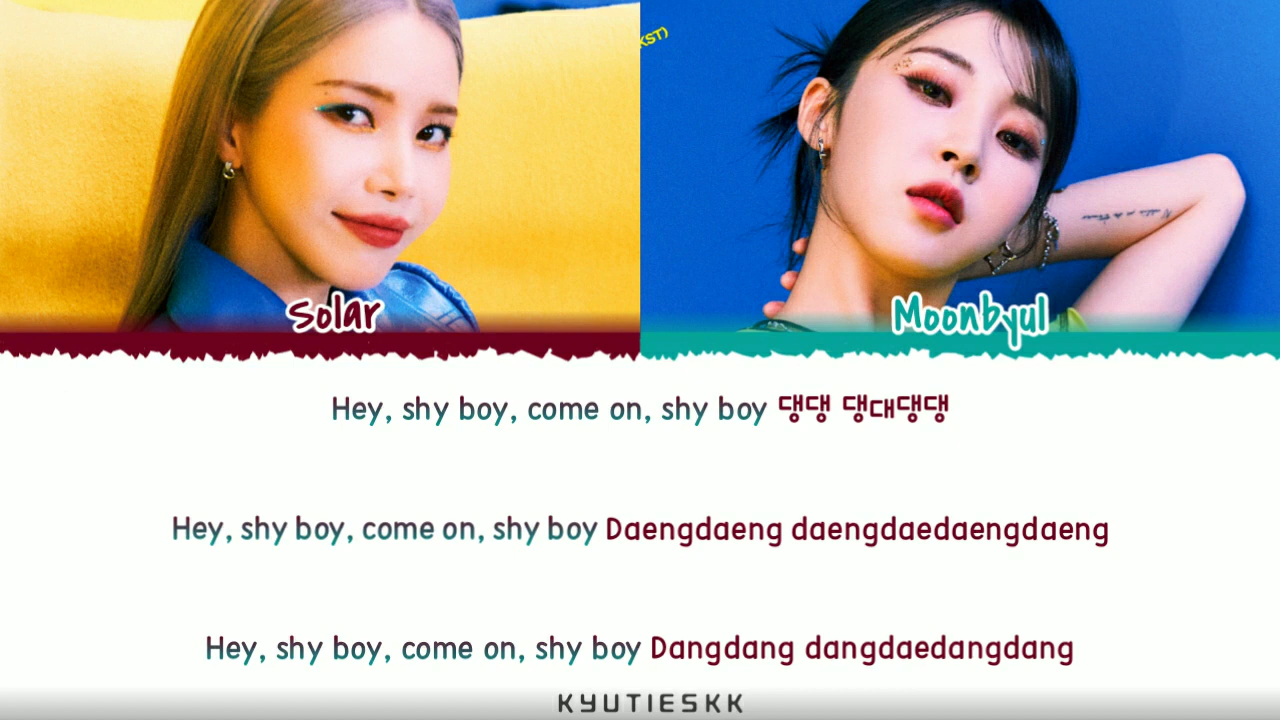 KST)
Solar
Moonbyul
Hey, shy boy, come on, shy boy 댕댕 댕대댕댕
Hey, shy boy, come on, shy boy Daengdaeng daengdaedaengdaeng
Hey, shy boy, come on, shy boy Dangdang dangdaedangdang
KYUTIESKK